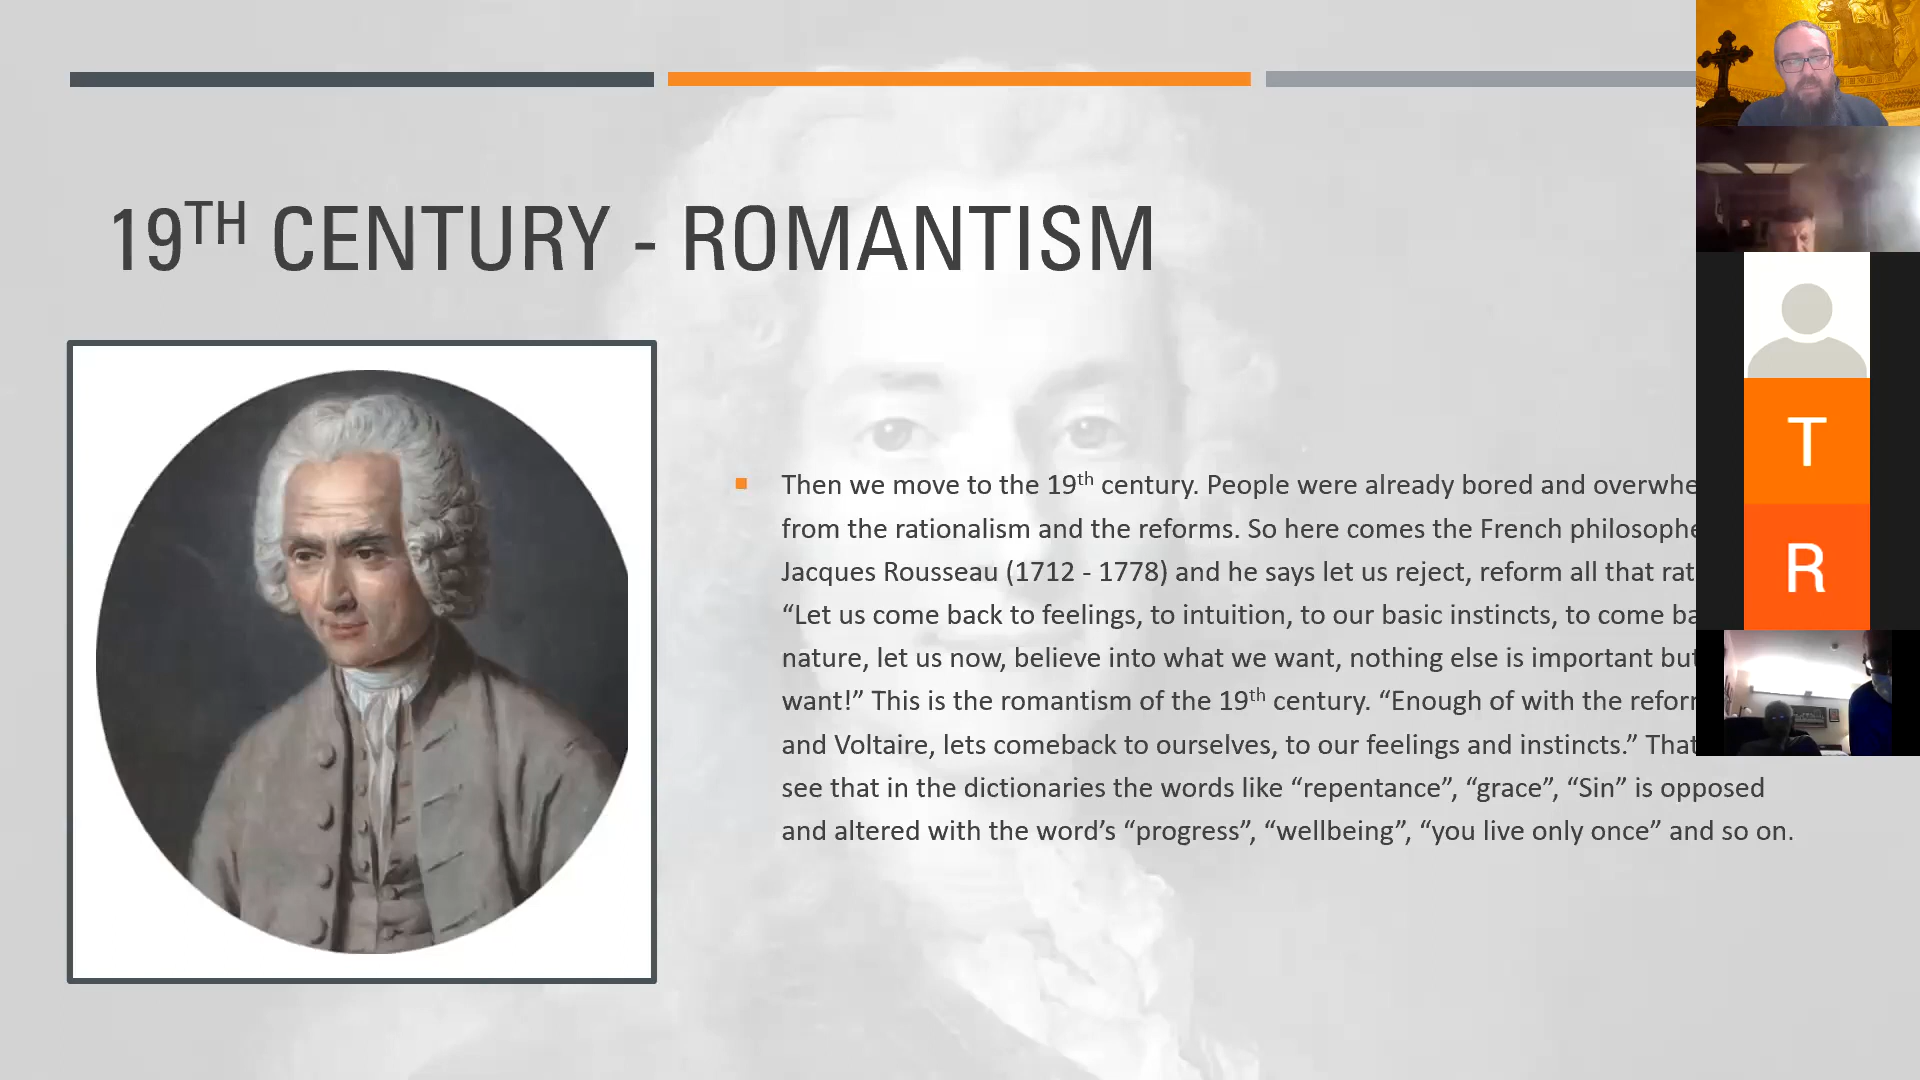 19TH CENTURY - ROMANTISM
Then we move to the 19th century. People were already bored and overwhe
from the rationalism and the reforms. So here comes the French philosophe
Jacques Rousseau (1712 - 1778) and he says let us reject, reform all that rat
“Let us come back to feelings, to intuition, to our basic instincts, to come ba
nature, let us now, believe into what we want, nothing else is important but
want!” This is the romantism of the 19th century. “Enough of with the refor
and Voltaire, lets comeback to ourselves, to our feelings and instincts.” That
see that in the dictionaries the words like “repentance”, “grace”, “Sin” is opposed
and altered with the word’s “progress”, “wellbeing”, “you live only once” and so on.
T
R